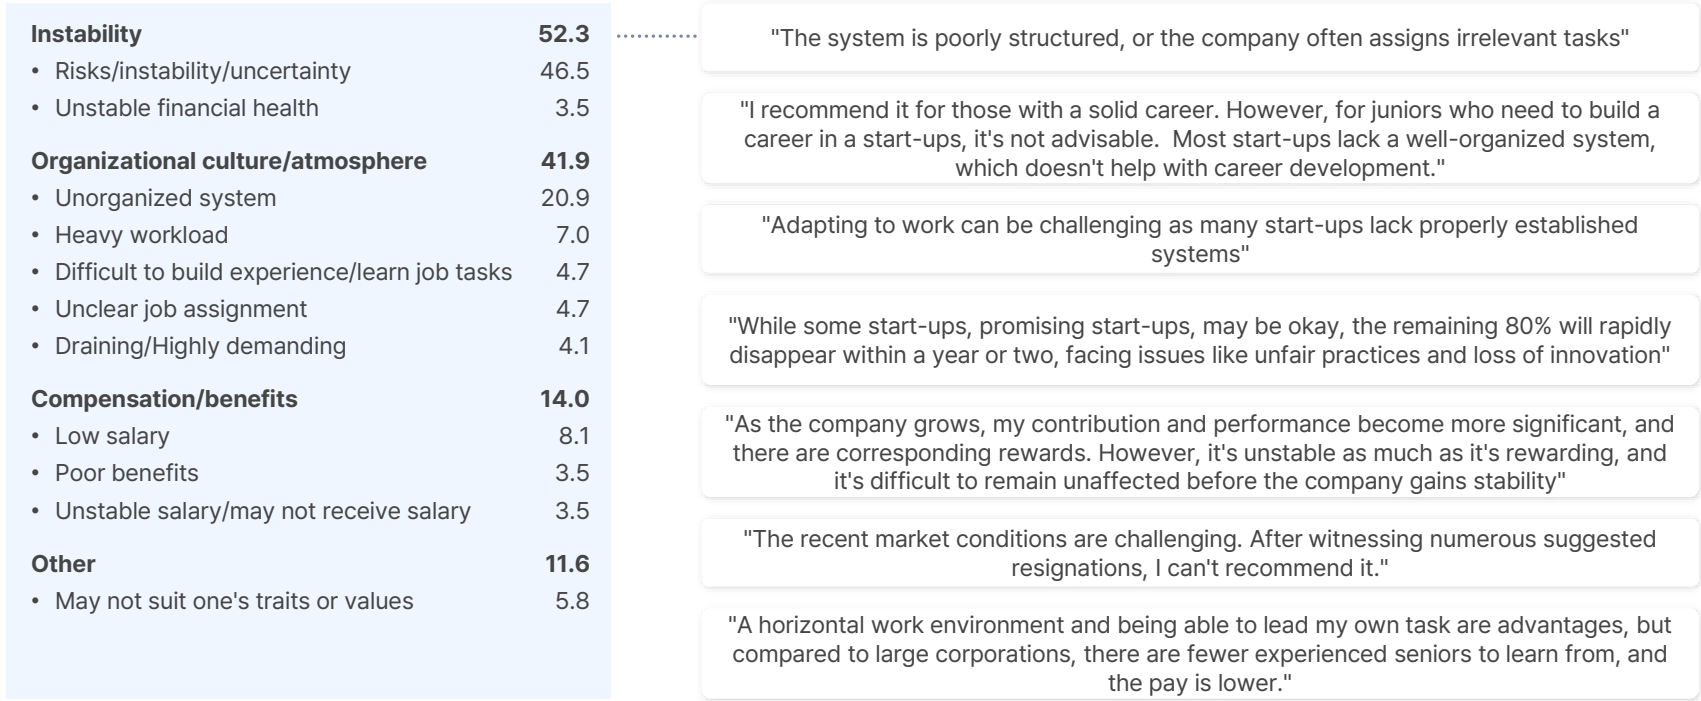 Instability 52.3
• Risks/instability/uncertainty 46.5
• Unstable financial health 3.5
Organizational culture/atmosphere 41.9
• Unorganized system 20.9
• Heavy workload 7.0
• Difficult to build experience/learn job tasks 4.7
• Unclear job assignment 4.7
• Draining/Highly demanding 4.1
Compensation/benefits 14.0
• Low salary 8.1
• Poor benefits 3.5
• Unstable salary/may not receive salary 3.5
Other 11.6
• May not suit one's traits or values 5.8
"The system is poorly structured, or the company often assigns irrelevant tasks"
"I recommend it for those with a solid career. However, for juniors who need to build a
career in a start-ups, it's not advisable.  Most start-ups lack a well-organized system,
which doesn't help with career development."
"Adapting to work can be challenging as many start-ups lack properly established
systems"
"While some start-ups, promising start-ups, may be okay, the remaining 80% will rapidly
disappear within a year or two, facing issues like unfair practices and loss of innovation"
"As the company grows, my contribution and performance become more significant, and
there are corresponding rewards. However, it's unstable as much as it's rewarding, and
it's difficult to remain unaffected before the company gains stability"
"The recent market conditions are challenging. After witnessing numerous suggested
resignations, I can't recommend it."
"A horizontal work environment and being able to lead my own task are advantages, but
compared to large corporations, there are fewer experienced seniors to learn from, and
the pay is lower."